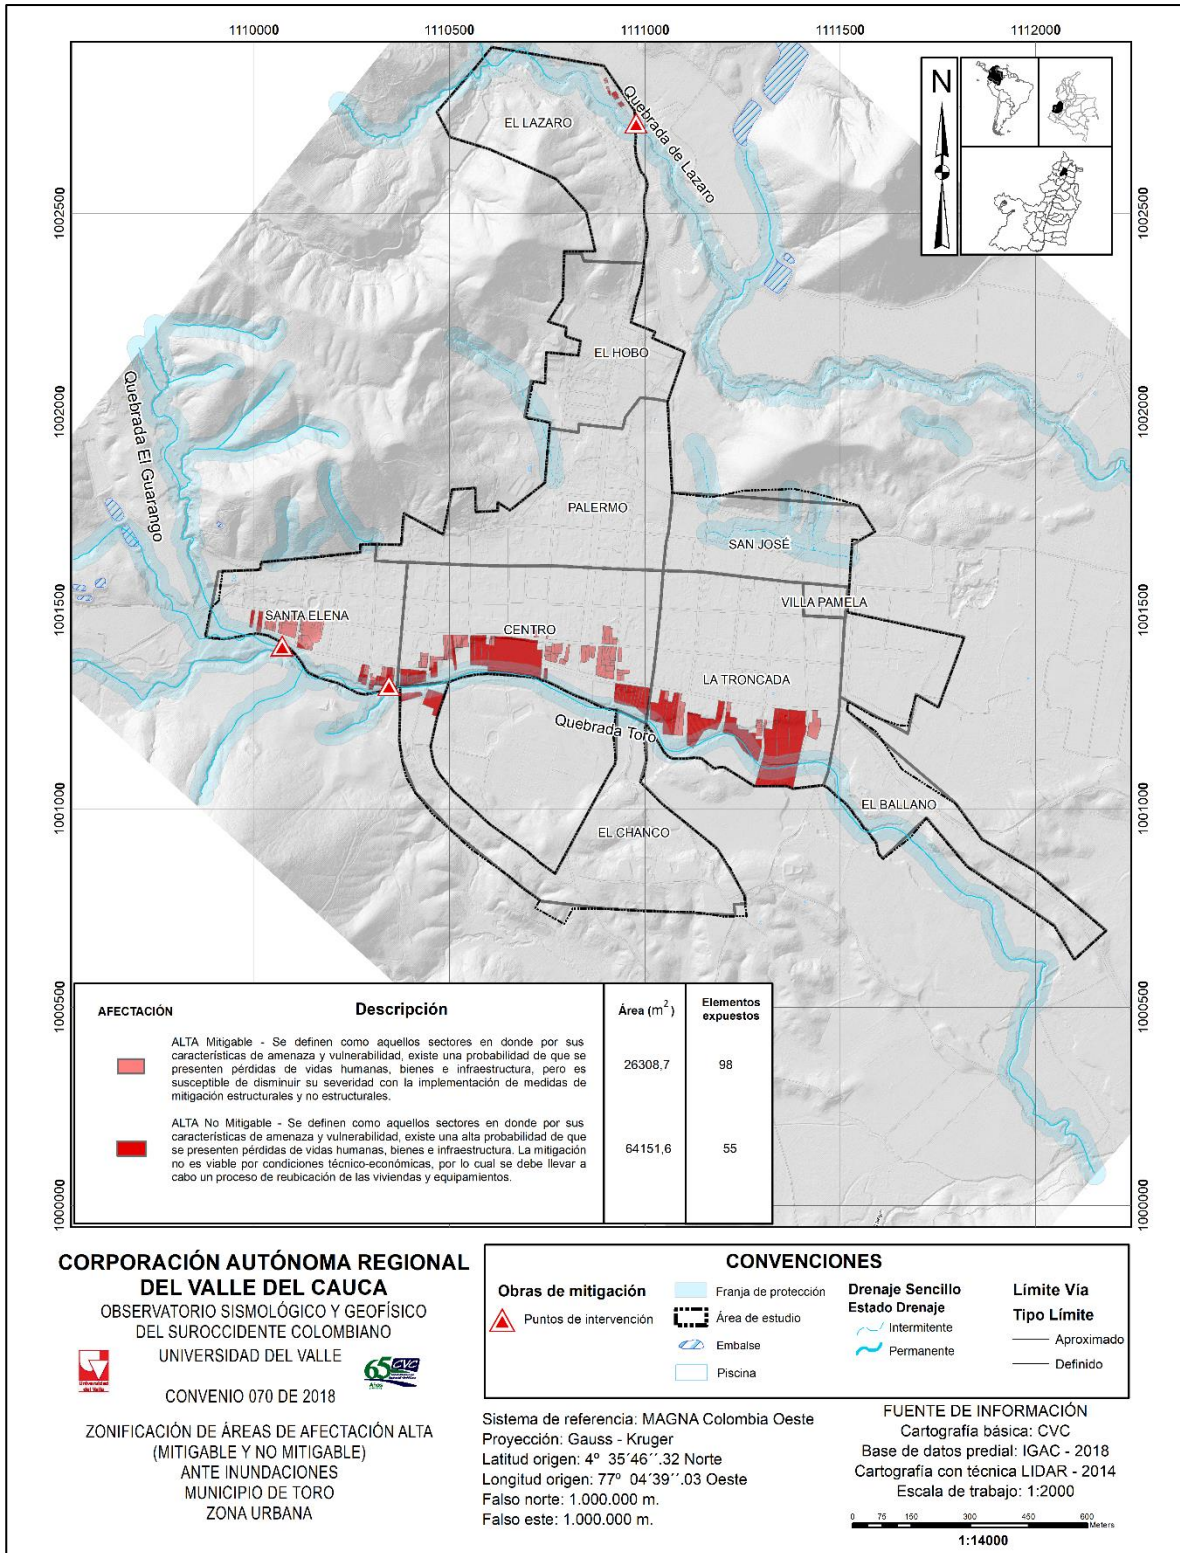 1110000 1110500 1111000 1111500 1112000
N
1002500 1002500
1002000 1002000
1001500 1001500
1001000 1001000
1000500 1000500
1000000 1000000
EL LAZARO
Quebrada de Lazaro
EL HOBO
Quebrada El Guarango
PALERMO
SAN JOSÉ
VILLA PAMELA
SANTA ELENA
CENTRO
LA TRONCADA
Quebrada Toro
EL BALLANO
EL CHANCO
AFECTACIÓN Descripción Área (m²) Elementos
expuestos
ALTA Mitigable - Se definen como aquellos sectores en donde por sus
características de amenaza y vulnerabilidad, existe una probabilidad de que se
presenten pérdidas de vidas humanas, bienes e infraestructura, pero es
susceptible de disminuir su severidad con la implementación de medidas de
mitigación estructurales y no estructurales.
26308,7 98
ALTA No Mitigable - Se definen como aquellos sectores en donde por sus
características de amenaza y vulnerabilidad, existe una alta probabilidad de que
se presenten pérdidas de vidas humanas, bienes e infraestructura. La mitigación
no es viable por condiciones técnico-económicas, por lo cual se debe llevar a
cabo un proceso de reubicación de las viviendas y equipamientos.
64151,6 55
CORPORACIÓN AUTÓNOMA REGIONAL
DEL VALLE DEL CAUCA
OBSERVATORIO SISMOLÓGICO Y GEOFÍSICO
DEL SUROCCIDENTE COLOMBIANO
UNIVERSIDAD DEL VALLE
Universidad
del Valle
65 CVC
Años
CONVENIO 070 DE 2018
ZONIFICACIÓN DE ÁREAS DE AFECTACIÓN ALTA
(MITIGABLE Y NO MITIGABLE)
ANTE INUNDACIONES
MUNICIPIO DE TORO
ZONA URBANA
CONVENCIONES
Obras de mitigación
Puntos de intervención
Franja de protección
Área de estudio
Embalse
Piscina
Drenaje Sencillo
Estado Drenaje
Intermitente
Permanente
Límite Vía
Tipo Límite
Aproximado
Definido
Sistema de referencia: MAGNA Colombia Oeste
Proyección: Gauss - Kruger
Latitud origen: 4º 35´46´´.32 Norte
Longitud origen: 77º 04´39´´.03 Oeste
Falso norte: 1.000.000 m.
Falso este: 1.000.000 m.
FUENTE DE INFORMACIÓN
Cartografía básica: CVC
Base de datos predial: IGAC - 2018
Cartografía con técnica LIDAR - 2014
Escala de trabajo: 1:2000
0 75 150 300 450 600
Meters
1:14000